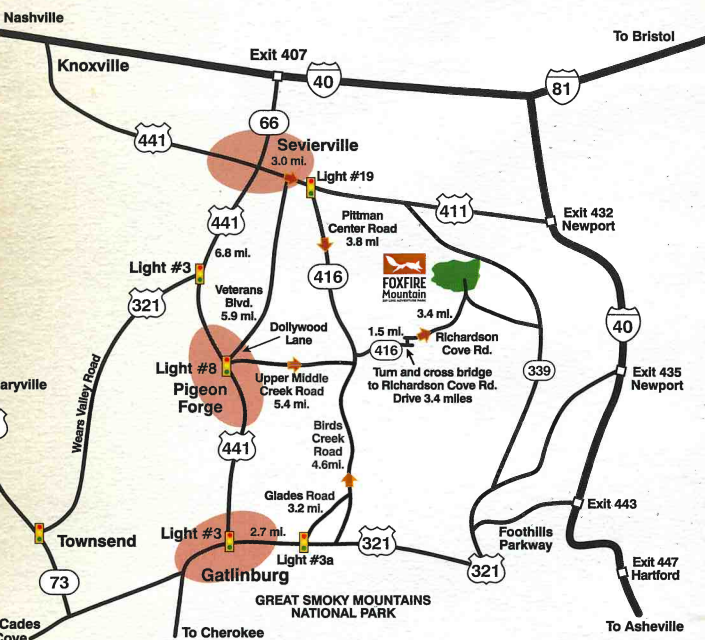 Nashville
To Bristol
Exit 407
Knoxville
40
81
66
441
Sevierville
3.0 mi.
Light #19
Pittman
Center Road
3.8 mi
411
Exit 432
Newport
441
6.8 mi.
Light #3
416
FOXFIRE
Mountain
Veterans
Blvd.
5.9 mi.
321
3.4 mi.
40
Dollywood
Lane
1.5 mi.
416
Richardson
Cove Rd.
Light #8
Pigeon
Forge
Upper Middle
Creek Road
5.4 mi.
Turn and cross bridge
to Richardson Cove Rd.
Drive 3.4 miles
339
Exit 435
Newport
aryville
Wears Valley Road
441
Birds
Creek
Road
4.6mi.
Glades Road
3.2 mi.
Exit 443
Light #3
2.7 mi.
Light #3a
321
Foothills
Parkway
Townsend
Gatlinburg
321
Exit 447
Hartford
73
GREAT SMOKY MOUNTAINS
NATIONAL PARK
Cades
Cove
To Cherokee
To Asheville